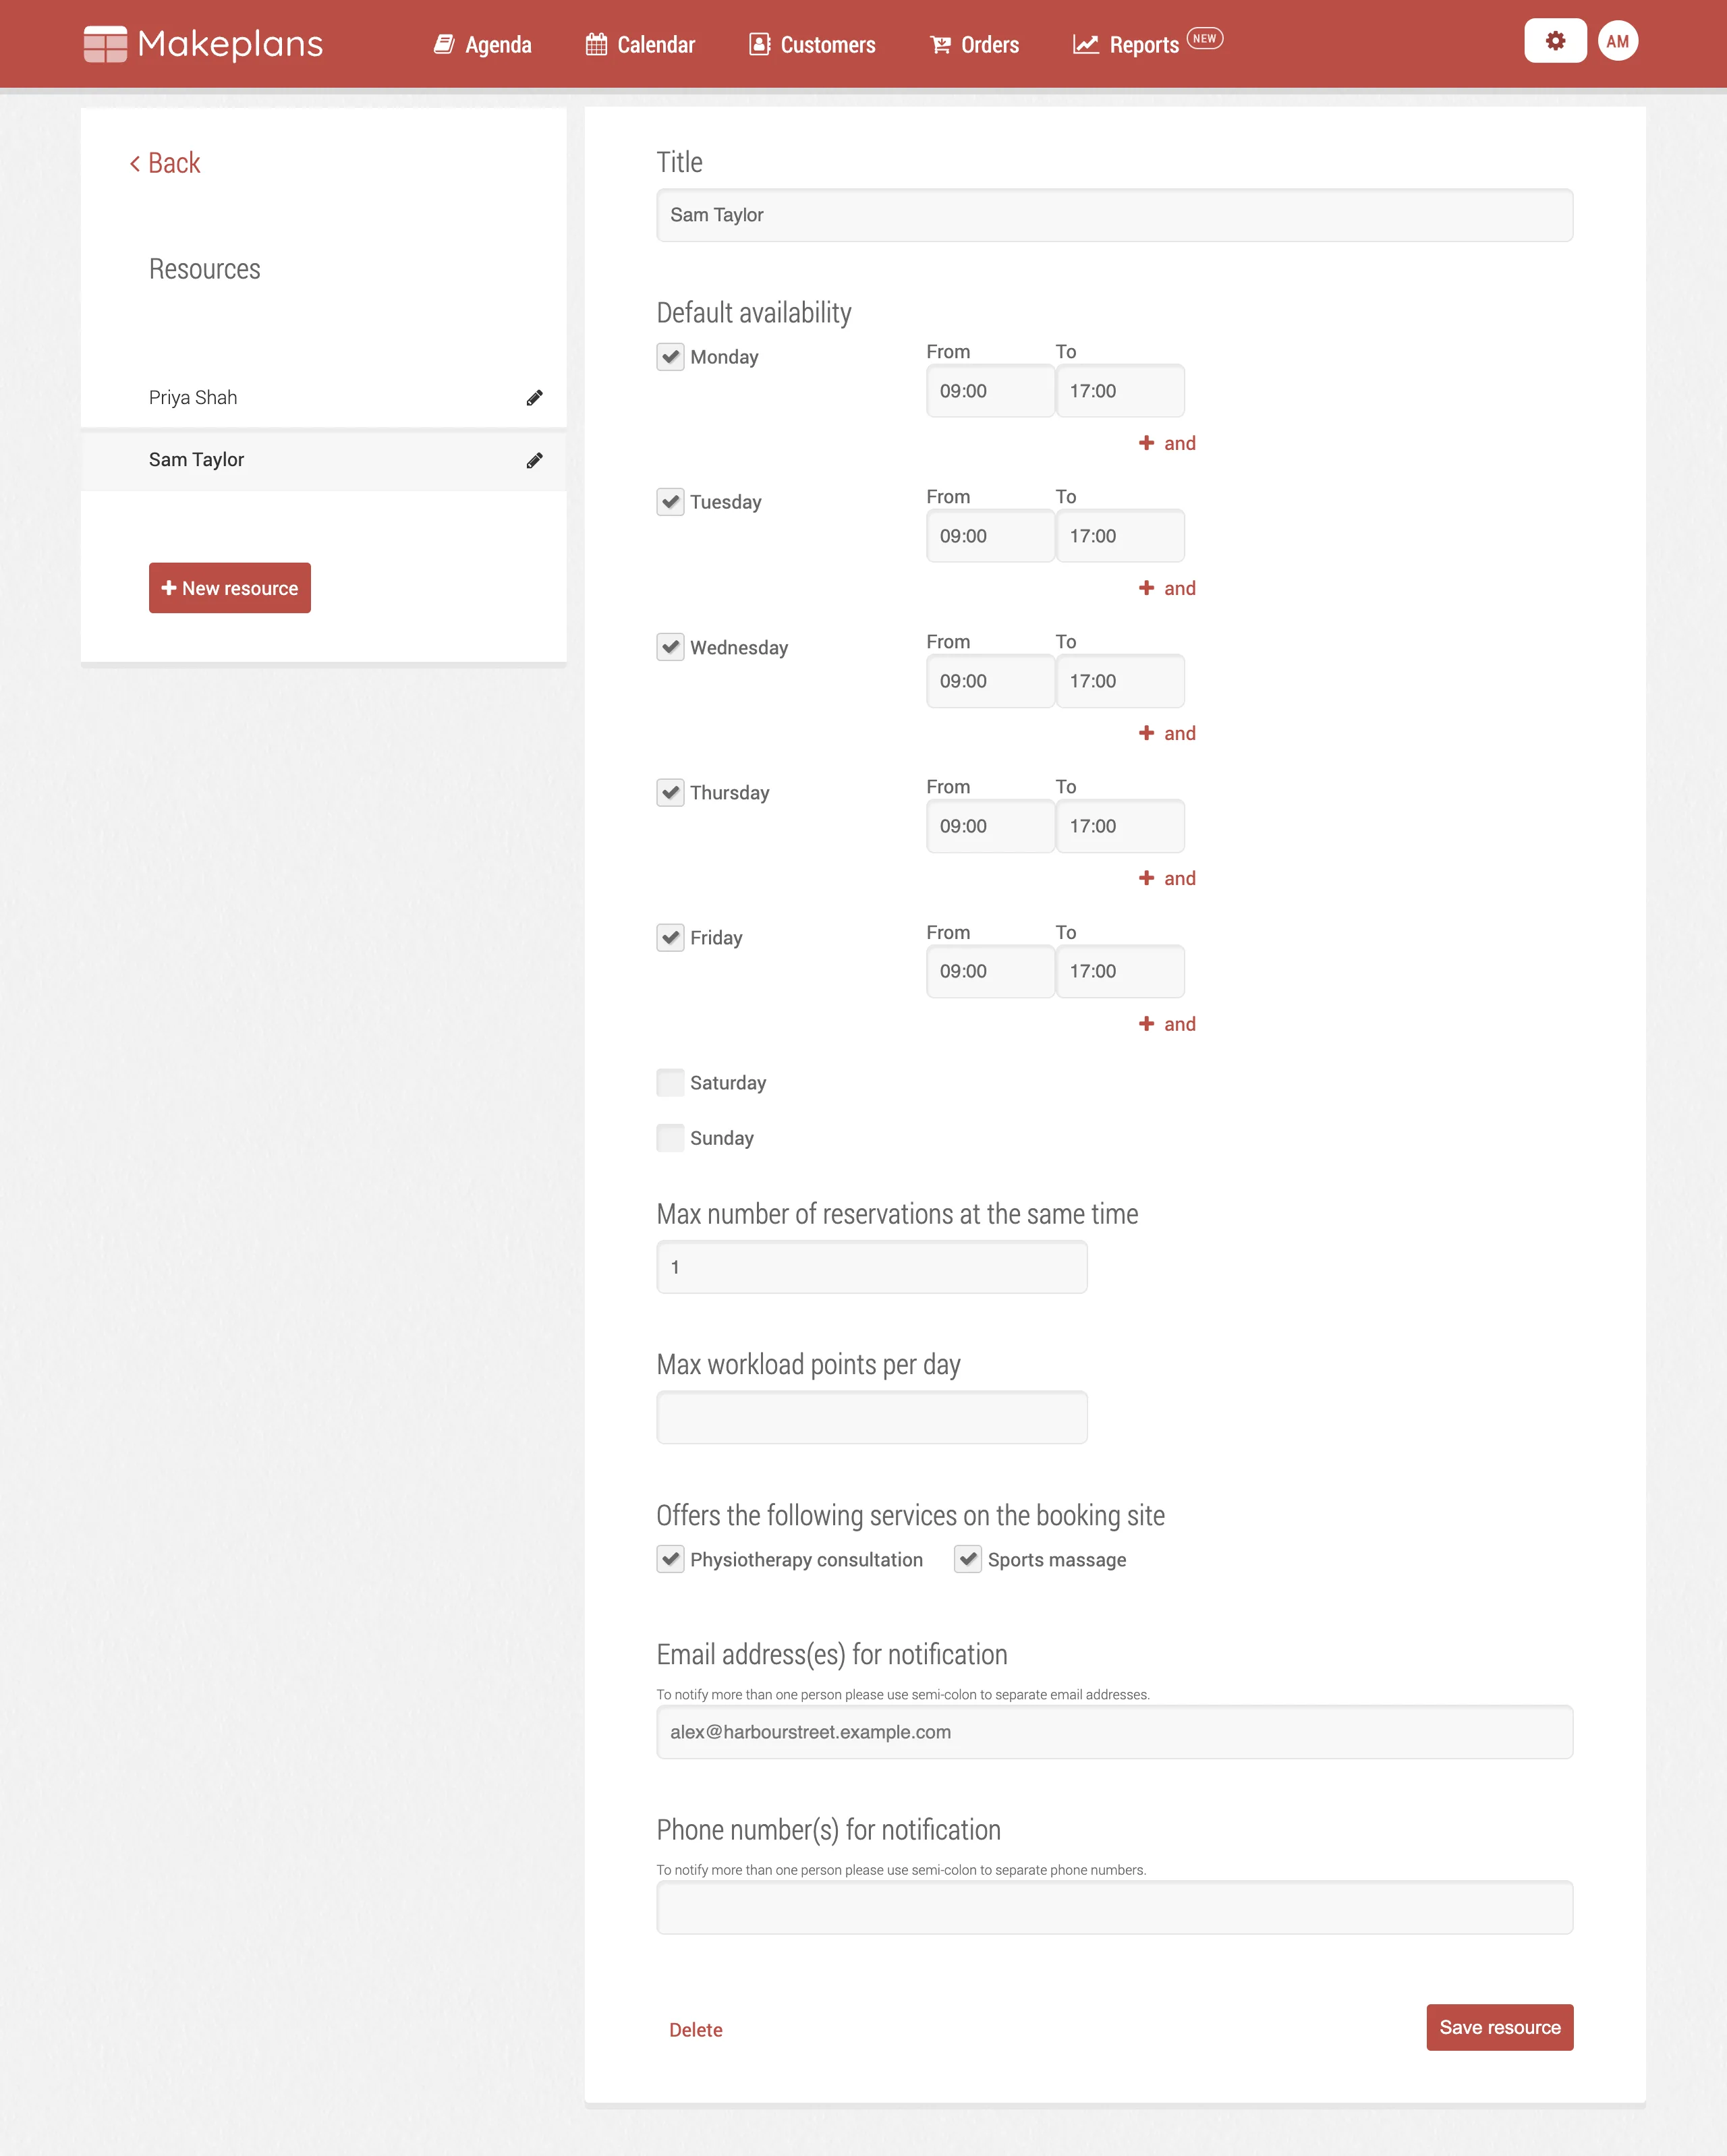 Makeplans
Agenda
Calendar
Customers
Orders
Reports NEW
AM
Back
Resources
Priya Shah
Sam Taylor
New resource
Title
Sam Taylor
Default availability
Monday
From To
09:00 17:00
and
Tuesday
From To
09:00 17:00
and
Wednesday
From To
09:00 17:00
and
Thursday
From To
09:00 17:00
and
Friday
From To
09:00 17:00
and
Saturday
Sunday
Max number of reservations at the same time
1
Max workload points per day
Offers the following services on the booking site
Physiotherapy consultation Sports massage
Email address(es) for notification
To notify more than one person please use semi-colon to separate email addresses.
alex@harbourstreet.example.com
Phone number(s) for notification
To notify more than one person please use semi-colon to separate phone numbers.
Delete
Save resource